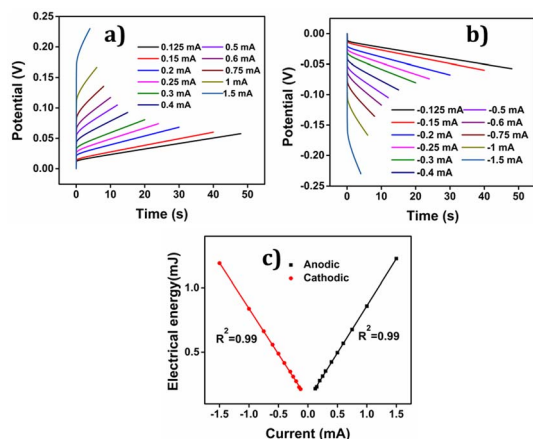 a)
0.25
0.20
0.15
0.10
0.05
0.00
Potential (V)
0.125 mA
0.15 mA
0.2 mA
0.25 mA
0.3 mA
0.4 mA
0.5 mA
0.6 mA
0.75 mA
1 mA
1.5 mA
0 10 20 30 40 50
Time (s)
b)
0.00
-0.05
-0.10
-0.15
-0.20
-0.25
Potential (V)
-0.125 mA
-0.15 mA
-0.2 mA
-0.25 mA
-0.3 mA
-0.4 mA
-0.5 mA
-0.6 mA
-0.75 mA
-1 mA
-1.5 mA
0 10 20 30 40 50
Time (s)
c)
Anodic
Cathodic
1.0
0.5
Electrical energy(mJ)
R²=0.99
R²=0.99
-1.5 -1.0 -0.5 0.0 0.5 1.0 1.5
Current (mA)